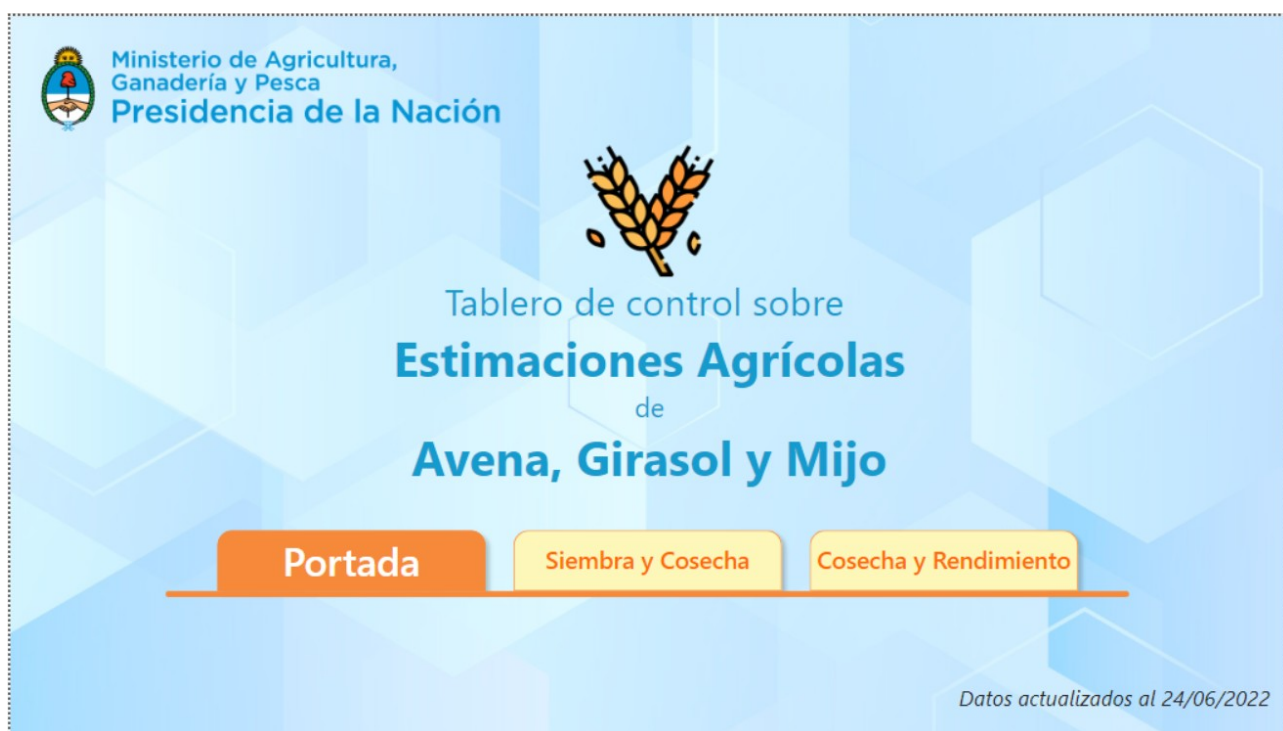 Ministerio de Agricultura,
Ganadería y Pesca
Presidencia de la Nación
Tablero de control sobre
Estimaciones Agrícolas
de
Avena, Girasol y Mijo
Portada
Siembra y Cosecha
Cosecha y Rendimiento
Datos actualizados al 24/06/2022